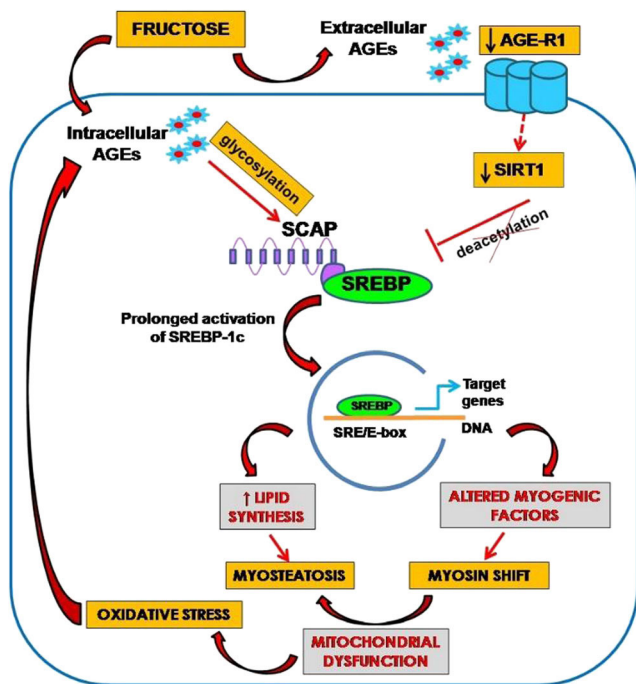 FRUCTOSE
Extracellular
AGEs
↓ AGE-R1
Intracellular
AGEs
glycosylation
↓ SIRT1
SCAP
deacetylation
SREBP
Prolonged activation
of SREBP-1c
SREBP
Target
genes
SRE/E-box
DNA
↑ LIPID
SYNTHESIS
ALTERED MYOGENIC
FACTORS
MYOSTEATOSIS
MYOSIN SHIFT
OXIDATIVE STRESS
MITOCHONDRIAL
DYSFUNCTION